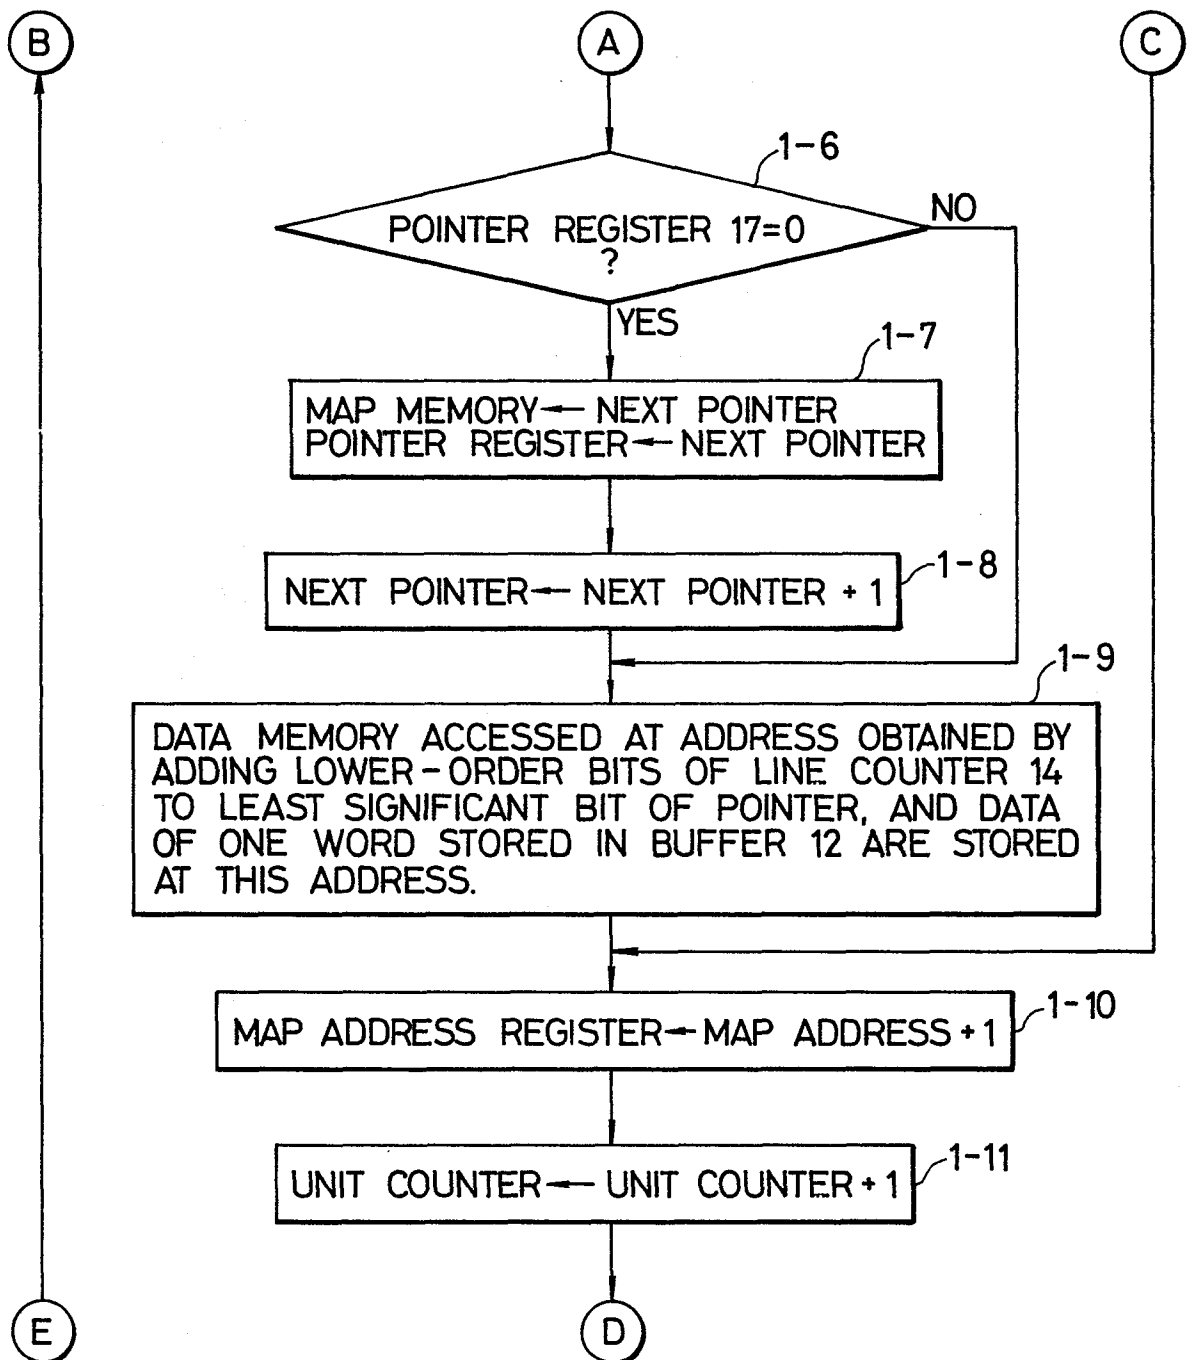 B
A
C
1-6
POINTER REGISTER 17=0
?
NO
YES
1-7
MAP MEMORY← NEXT POINTER
POINTER REGISTER← NEXT POINTER
1-8
NEXT POINTER← NEXT POINTER + 1
1-9
DATA MEMORY ACCESSED AT ADDRESS OBTAINED BY
ADDING LOWER-ORDER BITS OF LINE COUNTER 14
TO LEAST SIGNIFICANT BIT OF POINTER, AND DATA
OF ONE WORD STORED IN BUFFER 12 ARE STORED
AT THIS ADDRESS.
1-10
MAP ADDRESS REGISTER←MAP ADDRESS + 1
1-11
UNIT COUNTER← UNIT COUNTER + 1
E
D